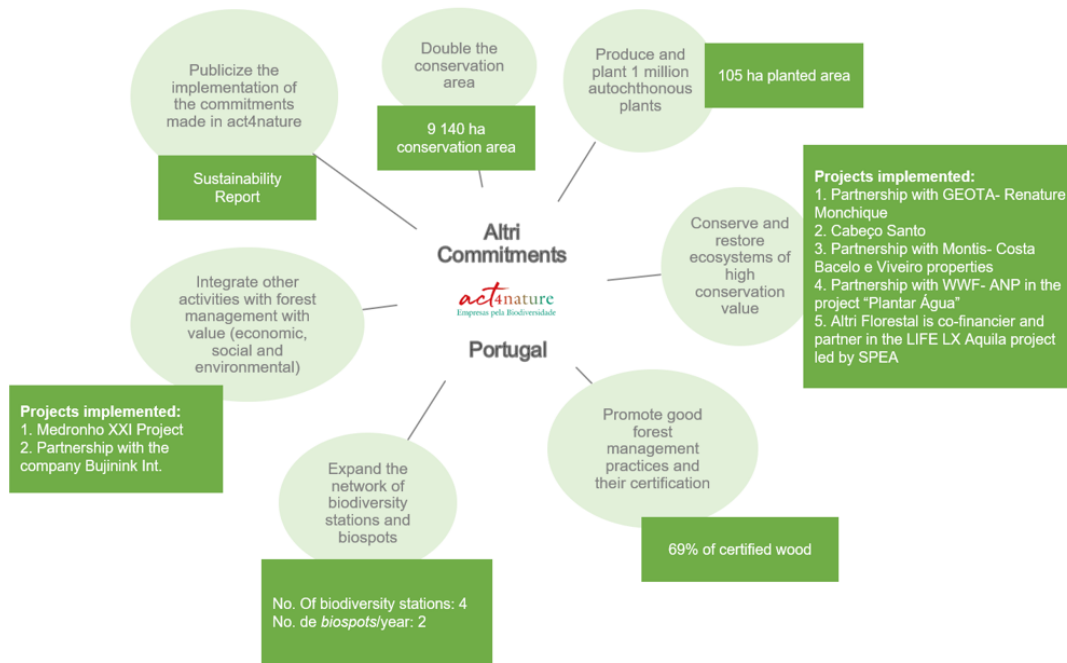 Publicize the
implementation of
the commitments
made in act4nature
Sustainability
Report
Double the
conservation
area
9 140 ha
conservation area
Produce and
plant 1 million
autochthonous
plants
105 ha planted area
Conserve and
restore
ecosystems of
high
conservation
value
Projects implemented:
1. Partnership with GEOTA- Renature
Monchique
2. Cabeço Santo
3. Partnership with Montis- Costa
Bacelo e Viveiro properties
4. Partnership with WWF- ANP in the
project “Plantar Água”
5. Altri Florestal is co-financier and
partner in the LIFE LX Aquila project
led by SPEA
Altri
Commitments
act4nature
Empresas pela Biodiversidade
Portugal
Integrate other
activities with forest
management with
value (economic,
social and
environmental)
Projects implemented:
1. Medronho XXI Project
2. Partnership with the
company Bujinink Int.
Expand the
network of
biodiversity
stations and
biospots
No. Of biodiversity stations: 4
No. de biospots/year: 2
Promote good
forest
management
practices and
their certification
69% of certified wood